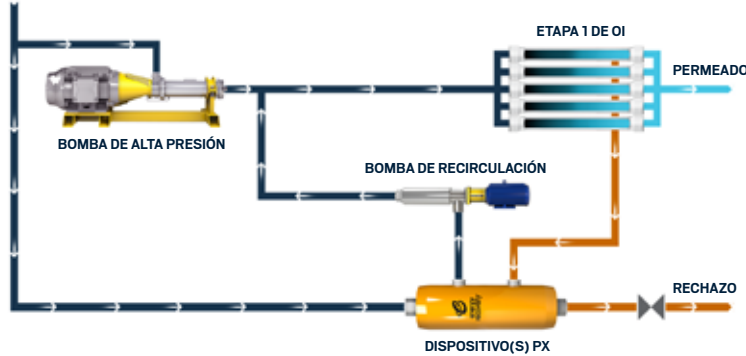 ETAPA 1 DE OI
PERMEADO
BOMBA DE ALTA PRESIÓN
BOMBA DE RECIRCULACIÓN
RECHAZO
DISPOSITIVO(S) PX